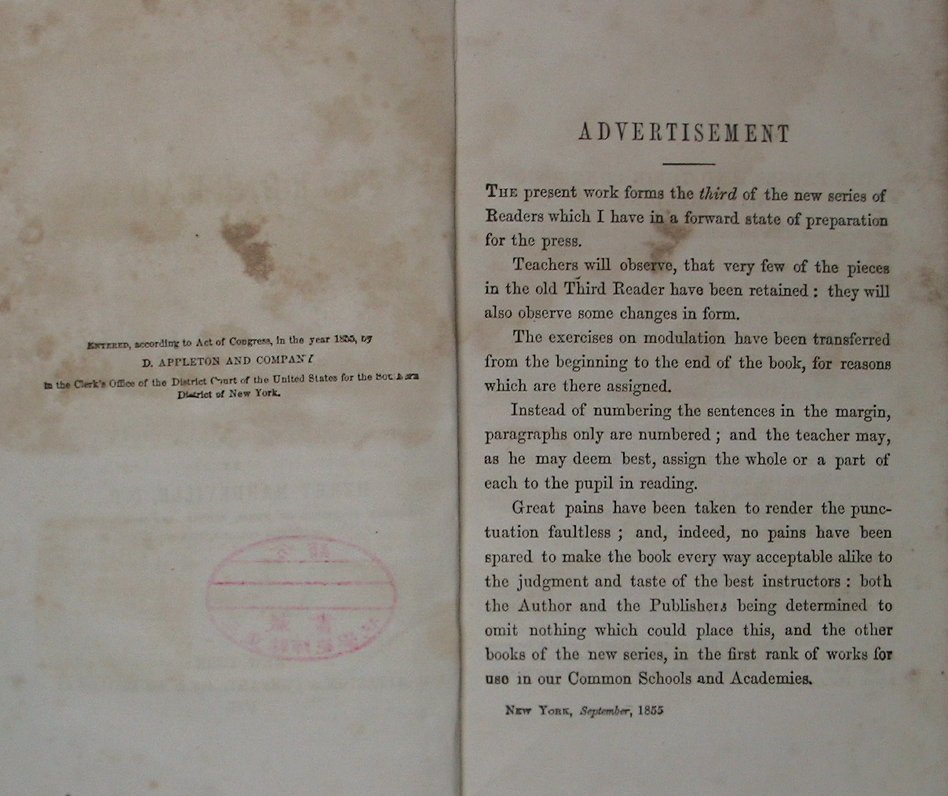 ENTERED, according to Act of Congress, in the year 1855, by
D. APPLETON AND COMPANY
in the Clerk's Office of the District Court of the United States for the Southern
District of New York.
ADVERTISEMENT
THE present work forms the third of the new series of
Readers which I have in a forward state of preparation
for the press.
Teachers will observe, that very few of the pieces
in the old Third Reader have been retained : they will
also observe some changes in form.
The exercises on modulation have been transferred
from the beginning to the end of the book, for reasons
which are there assigned.
Instead of numbering the sentences in the margin,
paragraphs only are numbered ; and the teacher may,
as he may deem best, assign the whole or a part of
each to the pupil in reading.
Great pains have been taken to render the punc-
tuation faultless ; and, indeed, no pains have been
spared to make the book every way acceptable alike to
the judgment and taste of the best instructors : both
the Author and the Publishers being determined to
omit nothing which could place this, and the other
books of the new series, in the first rank of works for
use in our Common Schools and Academies.
NEW YORK, September, 1855